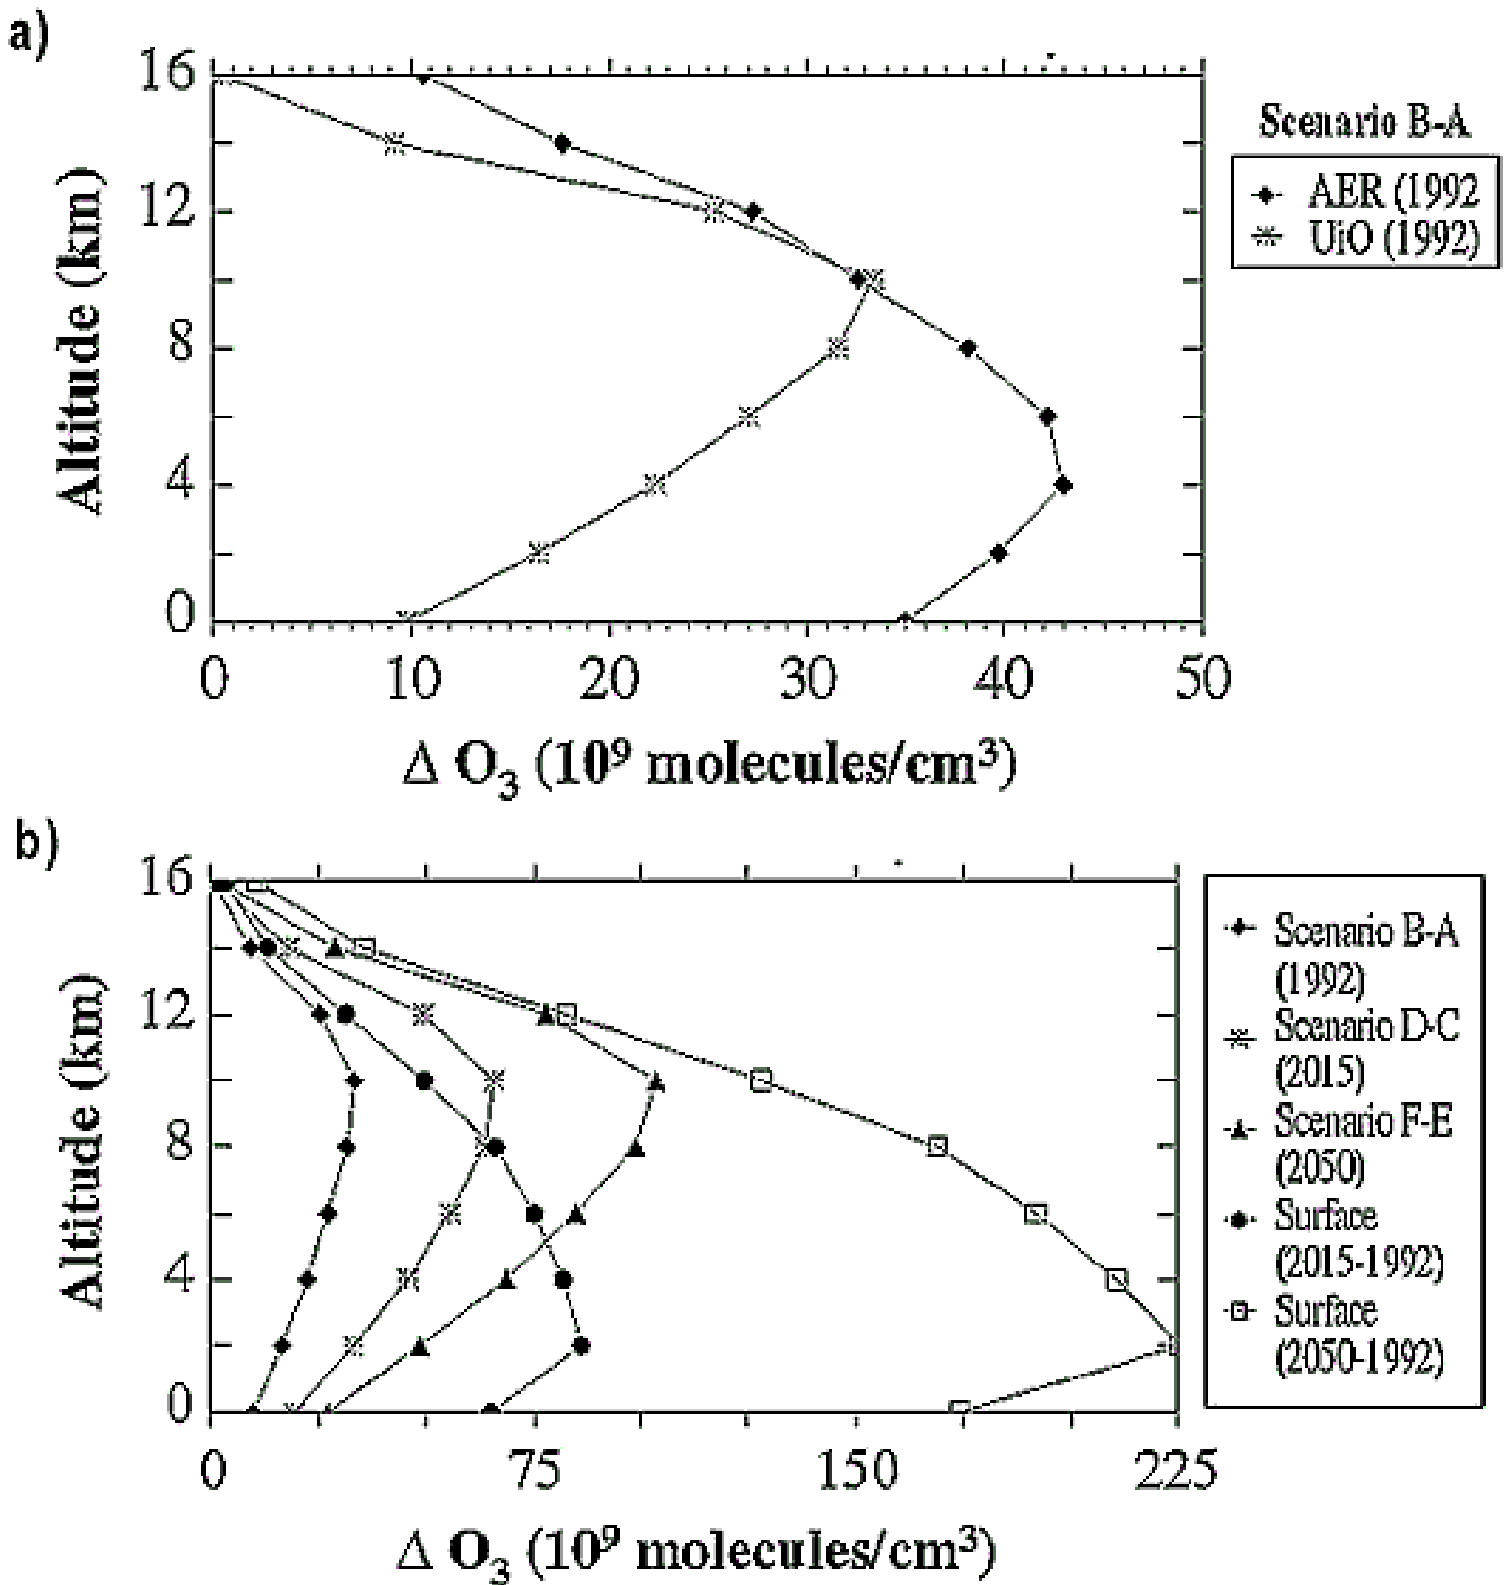 a)
16
12
8
4
0
Altitude (km)
0 10 20 30 40 50
Δ O₃ (10⁹ molecules/cm³)
Scenario B-A
AER (1992
UiO (1992)
b)
16
12
8
4
0
Altitude (km)
0 75 150 225
Δ O₃ (10⁹ molecules/cm³)
Scenario B-A
(1992)
Scenario D-C
(2015)
Scenario F-E
(2050)
Surface
(2015-1992)
Surface
(2050-1992)